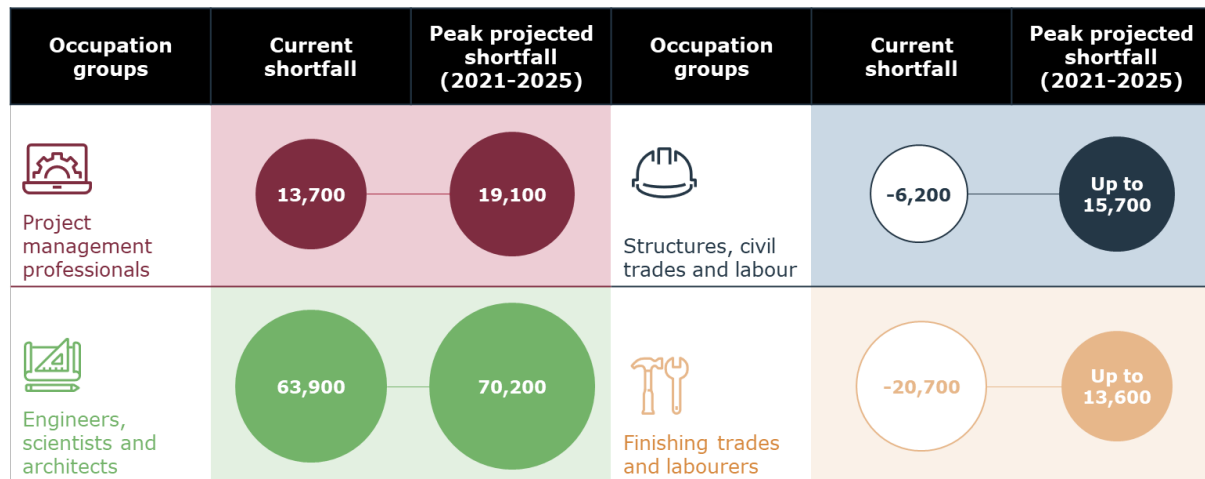 Occupation
groups
Current
shortfall
Peak projected
shortfall
(2021-2025)
Occupation
groups
Current
shortfall
Peak projected
shortfall
(2021-2025)
Project
management
professionals
13,700
19,100
Structures, civil
trades and labour
-6,200
Up to
15,700
Engineers,
scientists and
architects
63,900
70,200
Finishing trades
and labourers
-20,700
Up to
13,600